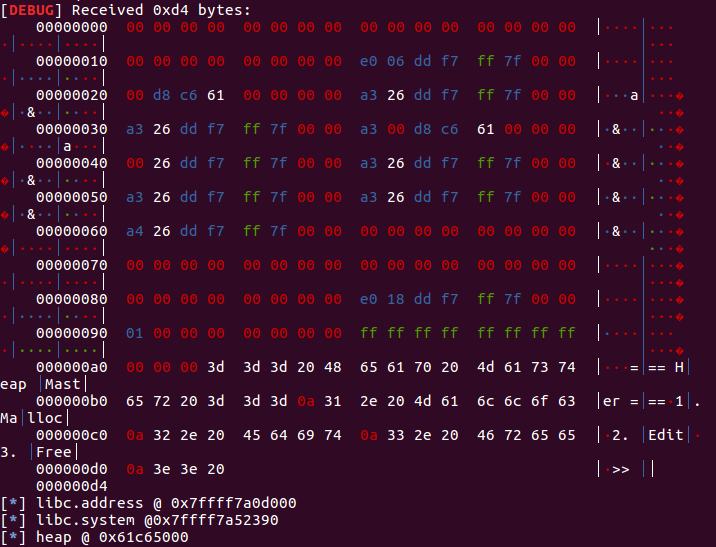 [DEBUG] Received 0xd4 bytes:
00000000 00 00 00 00 00 00 00 00 00 00 00 00 00 00 00 00 │····│····
│····│····│
00000010 00 00 00 00 00 00 00 00 e0 06 dd f7 ff 7f 00 00 │····│····
│····│····│
00000020 00 d8 c6 61 00 00 00 00 a3 26 dd f7 ff 7f 00 00 │···a│····
│·&··│····│
00000030 a3 26 dd f7 ff 7f 00 00 a3 00 d8 c6 61 00 00 00 │·&··│····
│····│a···│
00000040 00 26 dd f7 ff 7f 00 00 a3 26 dd f7 ff 7f 00 00 │·&··│····
│·&··│····│
00000050 a3 26 dd f7 ff 7f 00 00 a3 26 dd f7 ff 7f 00 00 │·&··│····
│·&··│····│
00000060 a4 26 dd f7 ff 7f 00 00 00 00 00 00 00 00 00 00 │·&··│····
│····│····│
00000070 00 00 00 00 00 00 00 00 00 00 00 00 00 00 00 00 │····│····
│····│····│
00000080 00 00 00 00 00 00 00 00 e0 18 dd f7 ff 7f 00 00 │····│····
│····│····│
00000090 01 00 00 00 00 00 00 00 ff ff ff ff ff ff ff ff │····│····
│····│····│
000000a0 00 00 00 3d 3d 3d 20 48 65 61 70 20 4d 61 73 74 │···=│== H│
eap │Mast│
000000b0 65 72 20 3d 3d 3d 0a 31 2e 20 4d 61 6c 6c 6f 63 │er =│==·1│.
Ma│lloc│
000000c0 0a 32 2e 20 45 64 69 74 0a 33 2e 20 46 72 65 65 │·2. │Edit│·
3. │Free│
000000d0 0a 3e 3e 20 │·>> ││
000000d4
[*] libc.address @ 0x7ffff7a0d000
[*] libc.system @0x7ffff7a52390
[*] heap @ 0x61c65000